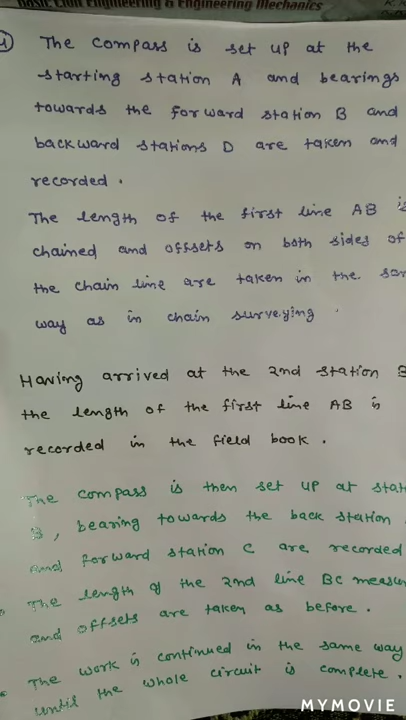 Civil Engineering & Engineering Mechanics
The compass is set up at the
starting station A and bearings
towards the forward station B and
backward stations D are taken and
recorded.
The length of the first line AB is
chained and offsets on both sides of
the chain line are taken in the
way as in chain surveying.
Having arrived at the 2nd station B
the length of the first line AB is
recorded in the field book.
The compass is then set up at
B, bearing towards the back station
and forward station C are recorded
The length of the 2nd line BC
and offsets are taken as before.
The work is continued in the same way
until the whole circuit is complete.
MYMOVIE